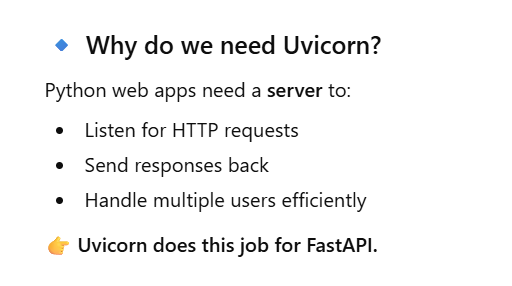 🔹 Why do we need Uvicorn?
Python web apps need a server to:
• Listen for HTTP requests
• Send responses back
• Handle multiple users efficiently
👉 Uvicorn does this job for FastAPI.